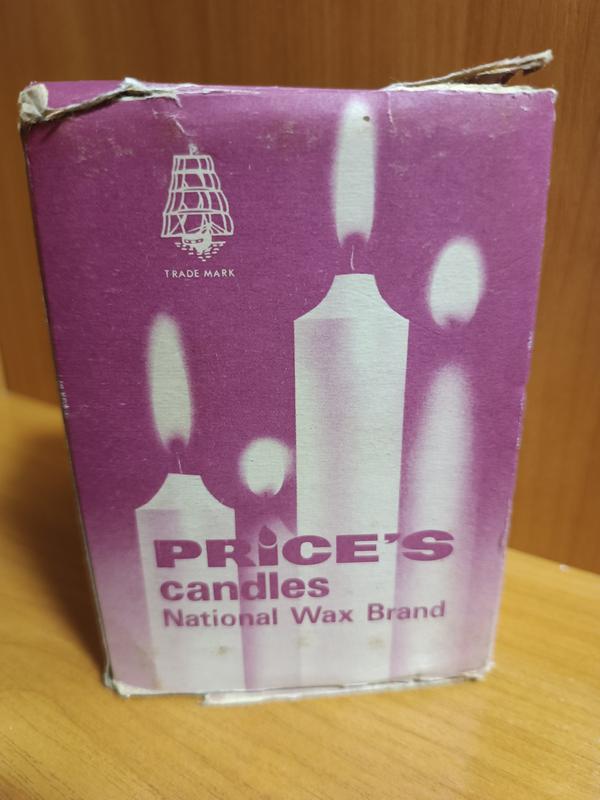 TRADE MARK
PRiCE'S
candles
National Wax Brand